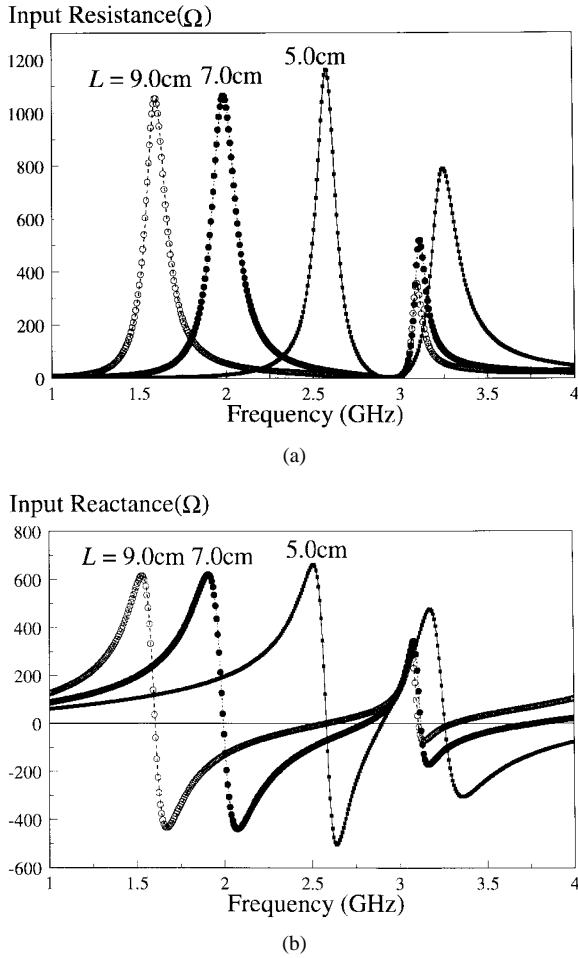 Input Resistance(Ω)
1200
1000
800
600
400
200
0
L = 9.0cm 7.0cm 5.0cm
1 1.5 2 2.5 3 3.5 4
Frequency (GHz)
(a)
Input Reactance(Ω)
800
600
400
200
0
-200
-400
-600
L = 9.0cm 7.0cm 5.0cm
1 1.5 2 2.5 3 3.5 4
Frequency (GHz)
(b)